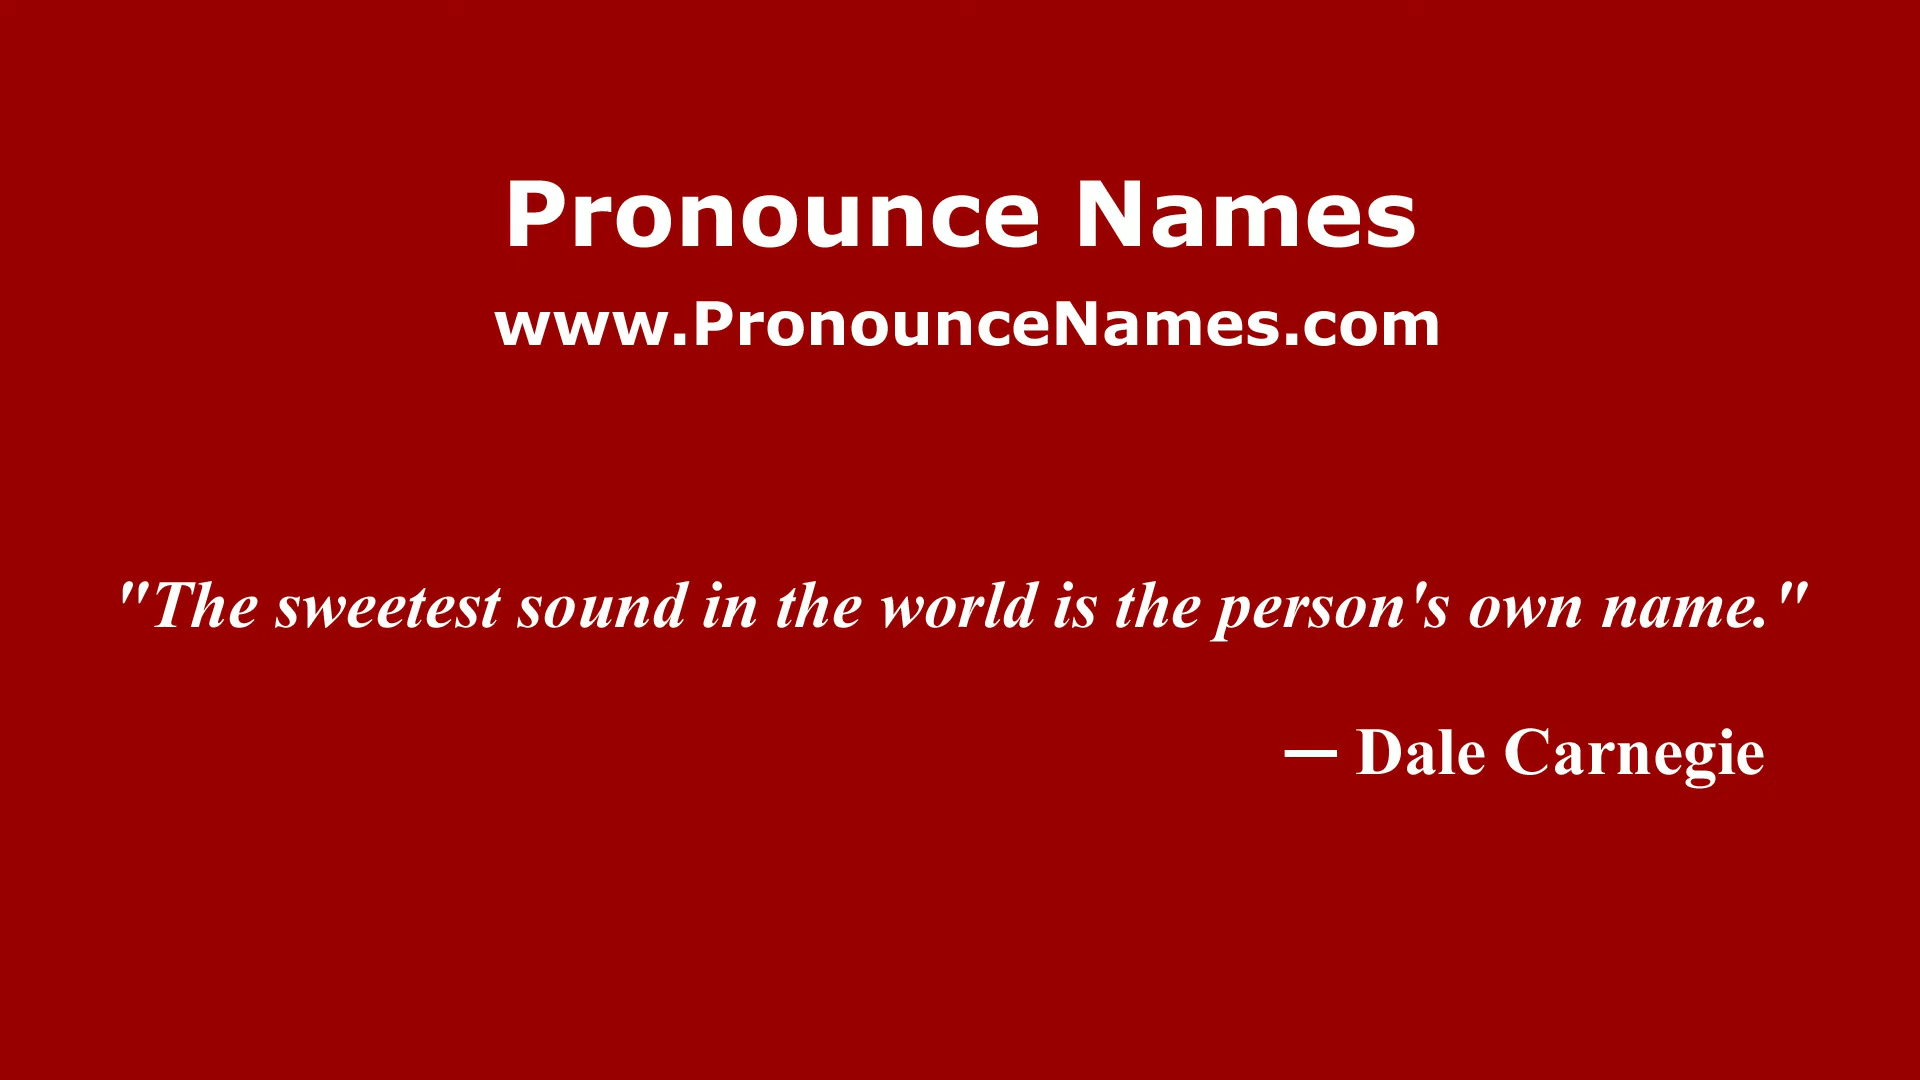 Pronounce Names
www.PronounceNames.com
"The sweetest sound in the world is the person's own name."
— Dale Carnegie